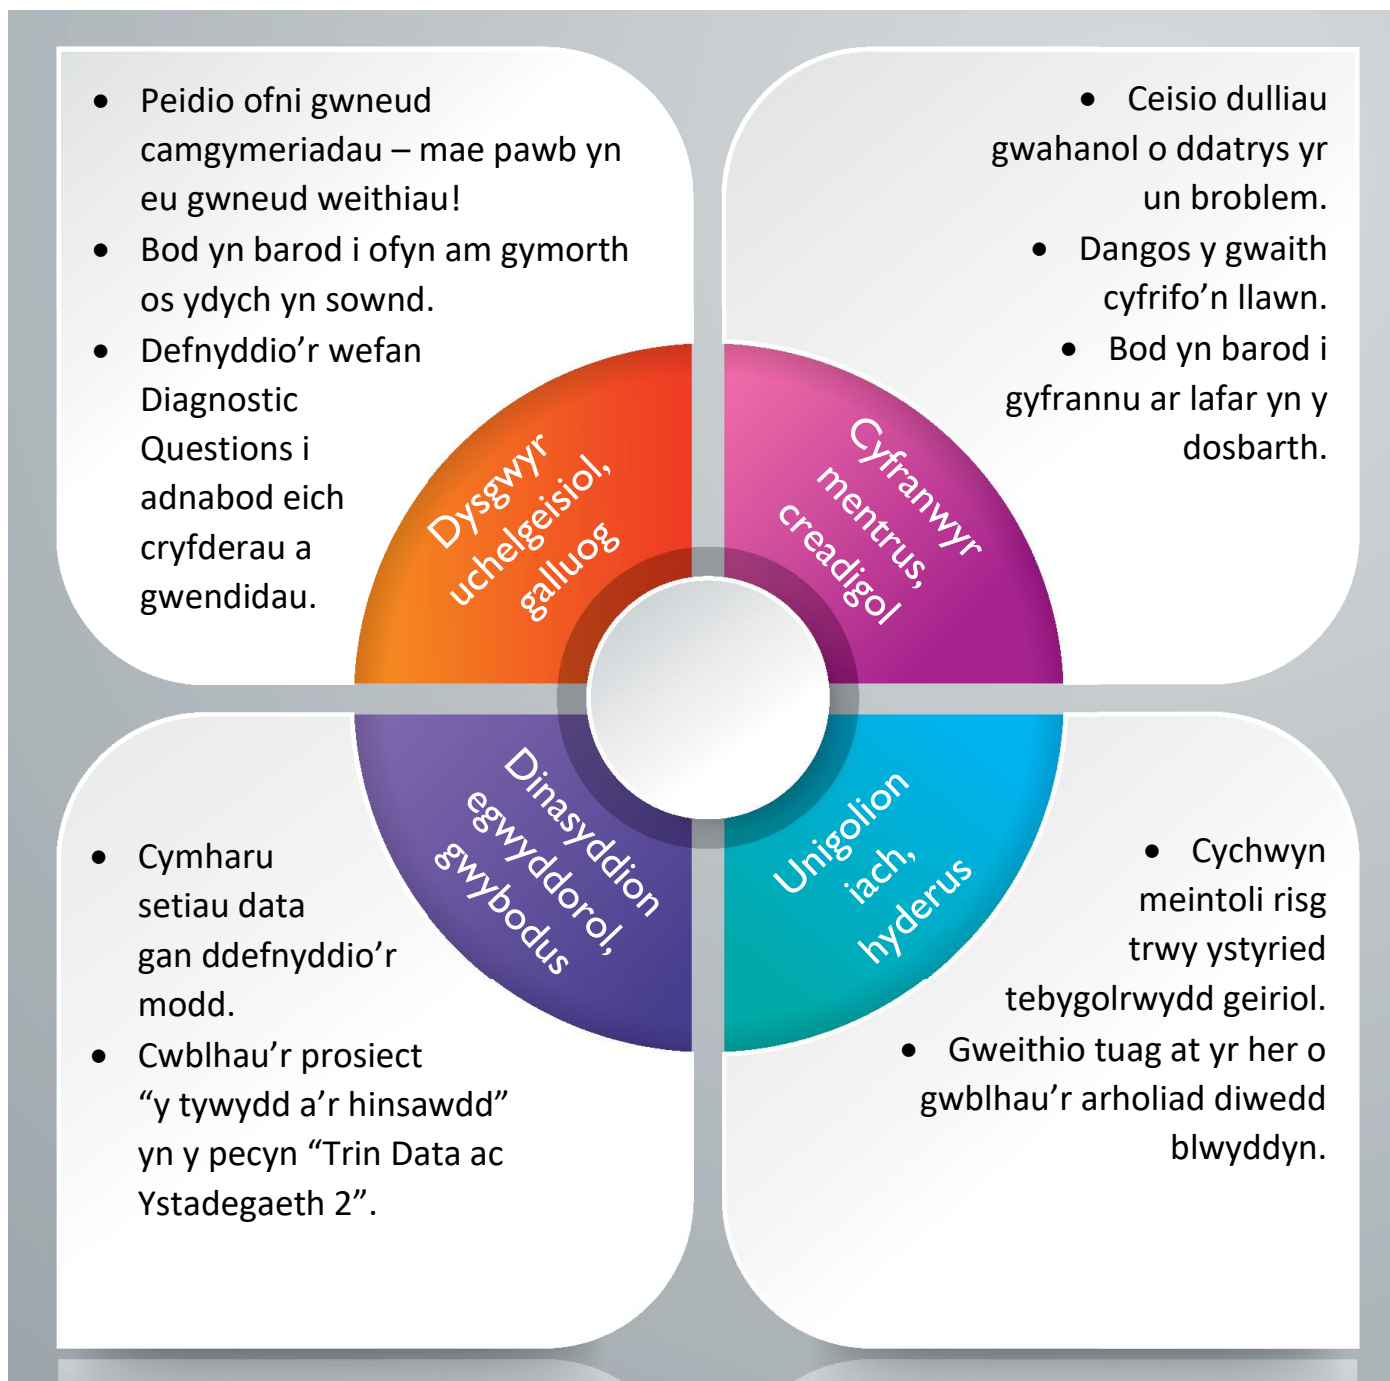 • Peidio ofni gwneud
camgymeriadau – mae pawb yn
eu gwneud weithiau!
• Bod yn barod i ofyn am gymorth
os ydych yn sownd.
• Defnyddio’r wefan
Diagnostic
Questions i
adnabod eich
cryfderau a
gwendidau.
• Ceisio dulliau
gwahanol o ddatrys yr
un broblem.
• Dangos y gwaith
cyfrifo’n llawn.
• Bod yn barod i
gyfrannu ar lafar yn y
dosbarth.
Dysgwyr
uchelgeisiol,
galluog
Cyfranwyr
mentrus,
creadigol
Dinasyddion
egwyddorol,
gwybodus
Unigolion
iach,
hyderus
• Cymharu
setiau data
gan ddefnyddio’r
modd.
• Cwblhau’r prosiect
“y tywydd a’r hinsawdd”
yn y pecyn “Trin Data ac
Ystadegaeth 2”.
• Cychwyn
meintoli risg
trwy ystyried
tebygolrwydd geiriol.
• Gweithio tuag at yr her o
gwblhau’r arholiad diwedd
blwyddyn.